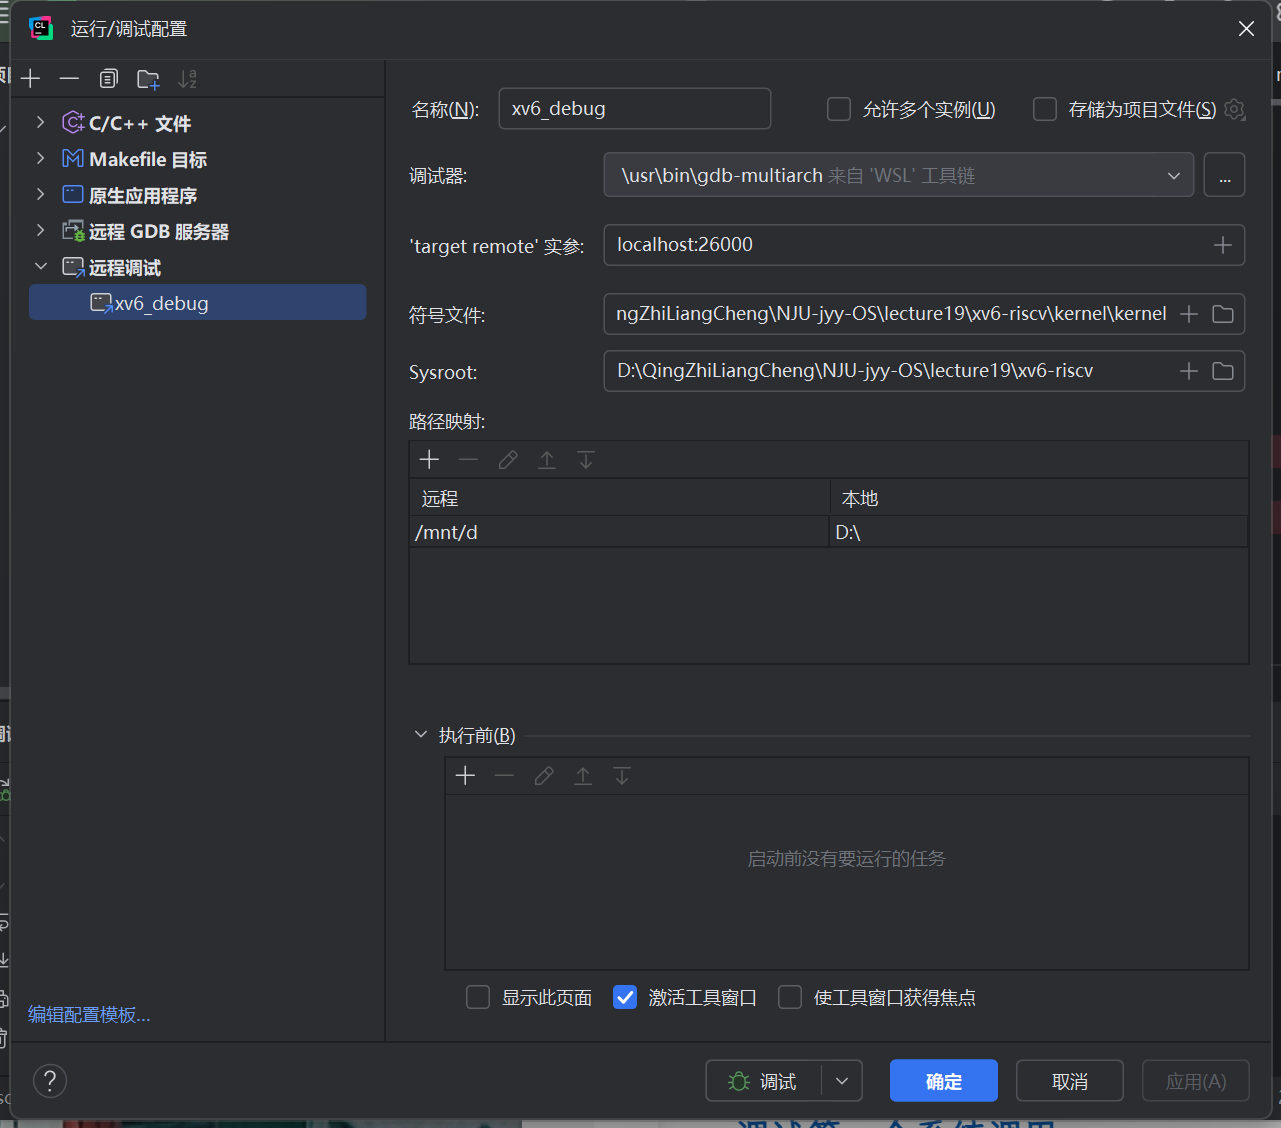 运行/调试配置
C/C++ 文件
Makefile 目标
原生应用程序
远程 GDB 服务器
远程调试
xv6_debug
编辑配置模板...
名称(N):
xv6_debug
允许多个实例(U)
存储为项目文件(S)
调试器:
\usr\bin\gdb-multiarch 来自 'WSL' 工具链
...
'target remote' 实参:
localhost:26000
符号文件:
ngZhiLiangCheng\NJU-jyy-OS\lecture19\xv6-riscv\kernel\kernel
Sysroot:
D:\QingZhiLiangCheng\NJU-jyy-OS\lecture19\xv6-riscv
路径映射:
远程 本地
/mnt/d D:\
执行前(B)
启动前没有要运行的任务
显示此页面 激活工具窗口 使工具窗口获得焦点
? 调试 确定 取消 应用(A)